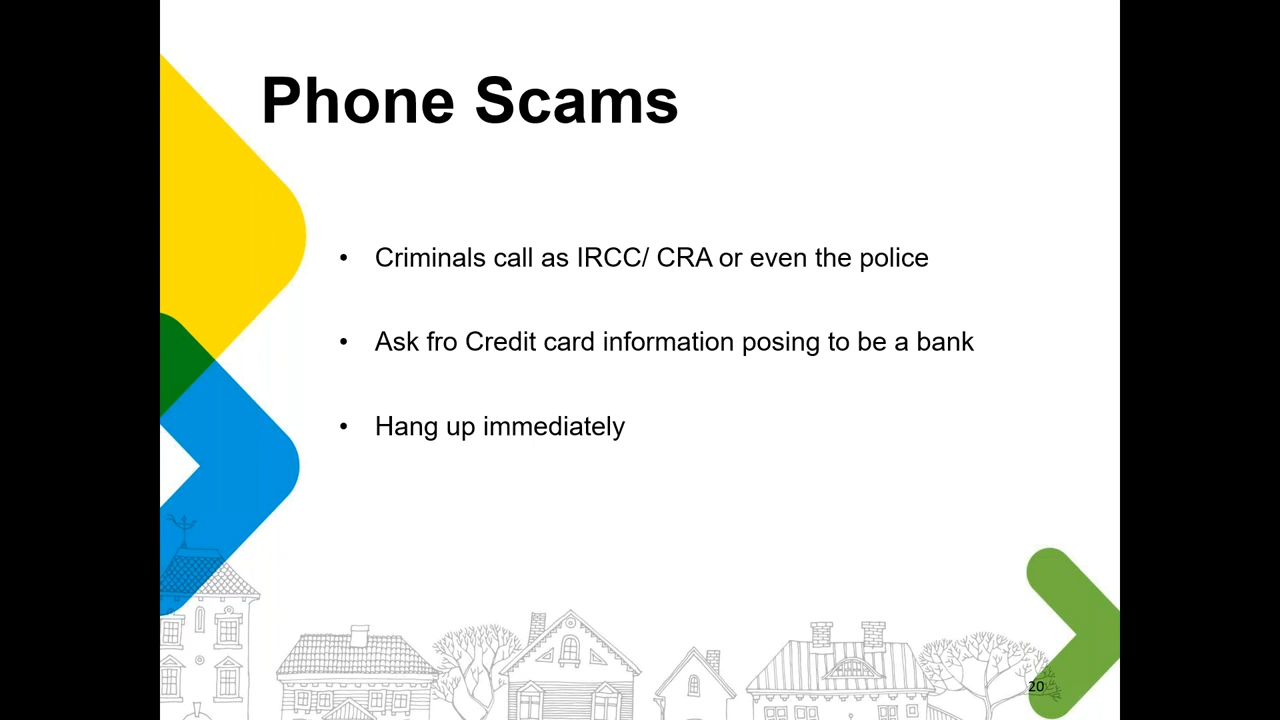 Phone Scams
• Criminals call as IRCC/ CRA or even the police
• Ask fro Credit card information posing to be a bank
• Hang up immediately
20